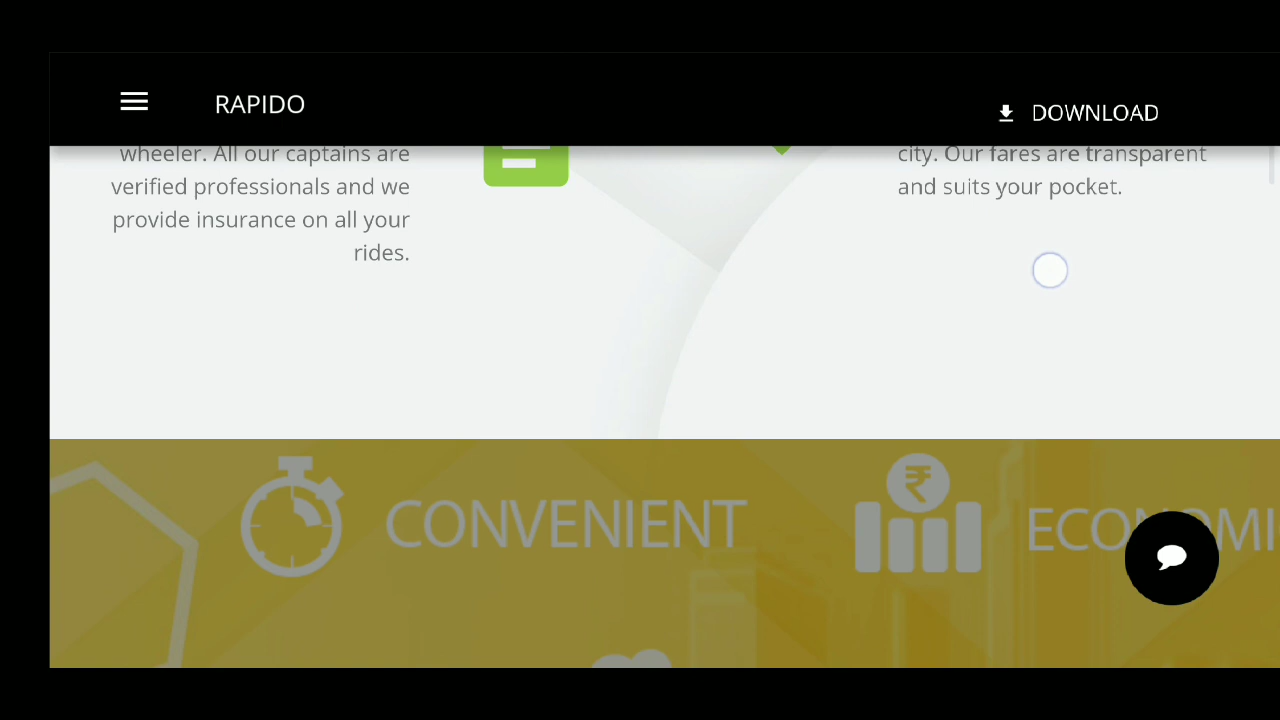 RAPIDO
DOWNLOAD
wheeler. All our captains are
verified professionals and we
provide insurance on all your
rides.
city. Our fares are transparent
and suits your pocket.
CONVENIENT
₹